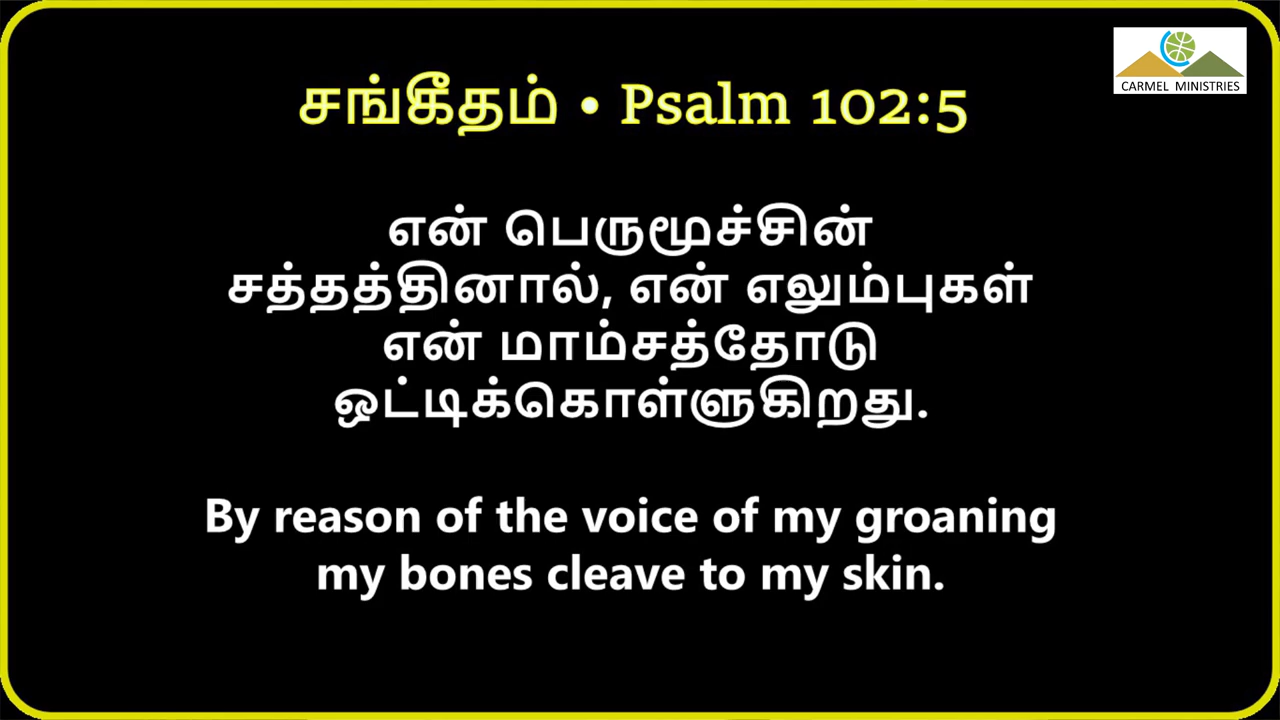 CARMEL MINISTRIES
சங்கீதம் • Psalm 102:5
என் பெருமூச்சின்
சத்தத்தினால், என் எலும்புகள்
என் மாம்சத்தோடு
ஒட்டிக்கொள்ளுகிறது.
By reason of the voice of my groaning
my bones cleave to my skin.